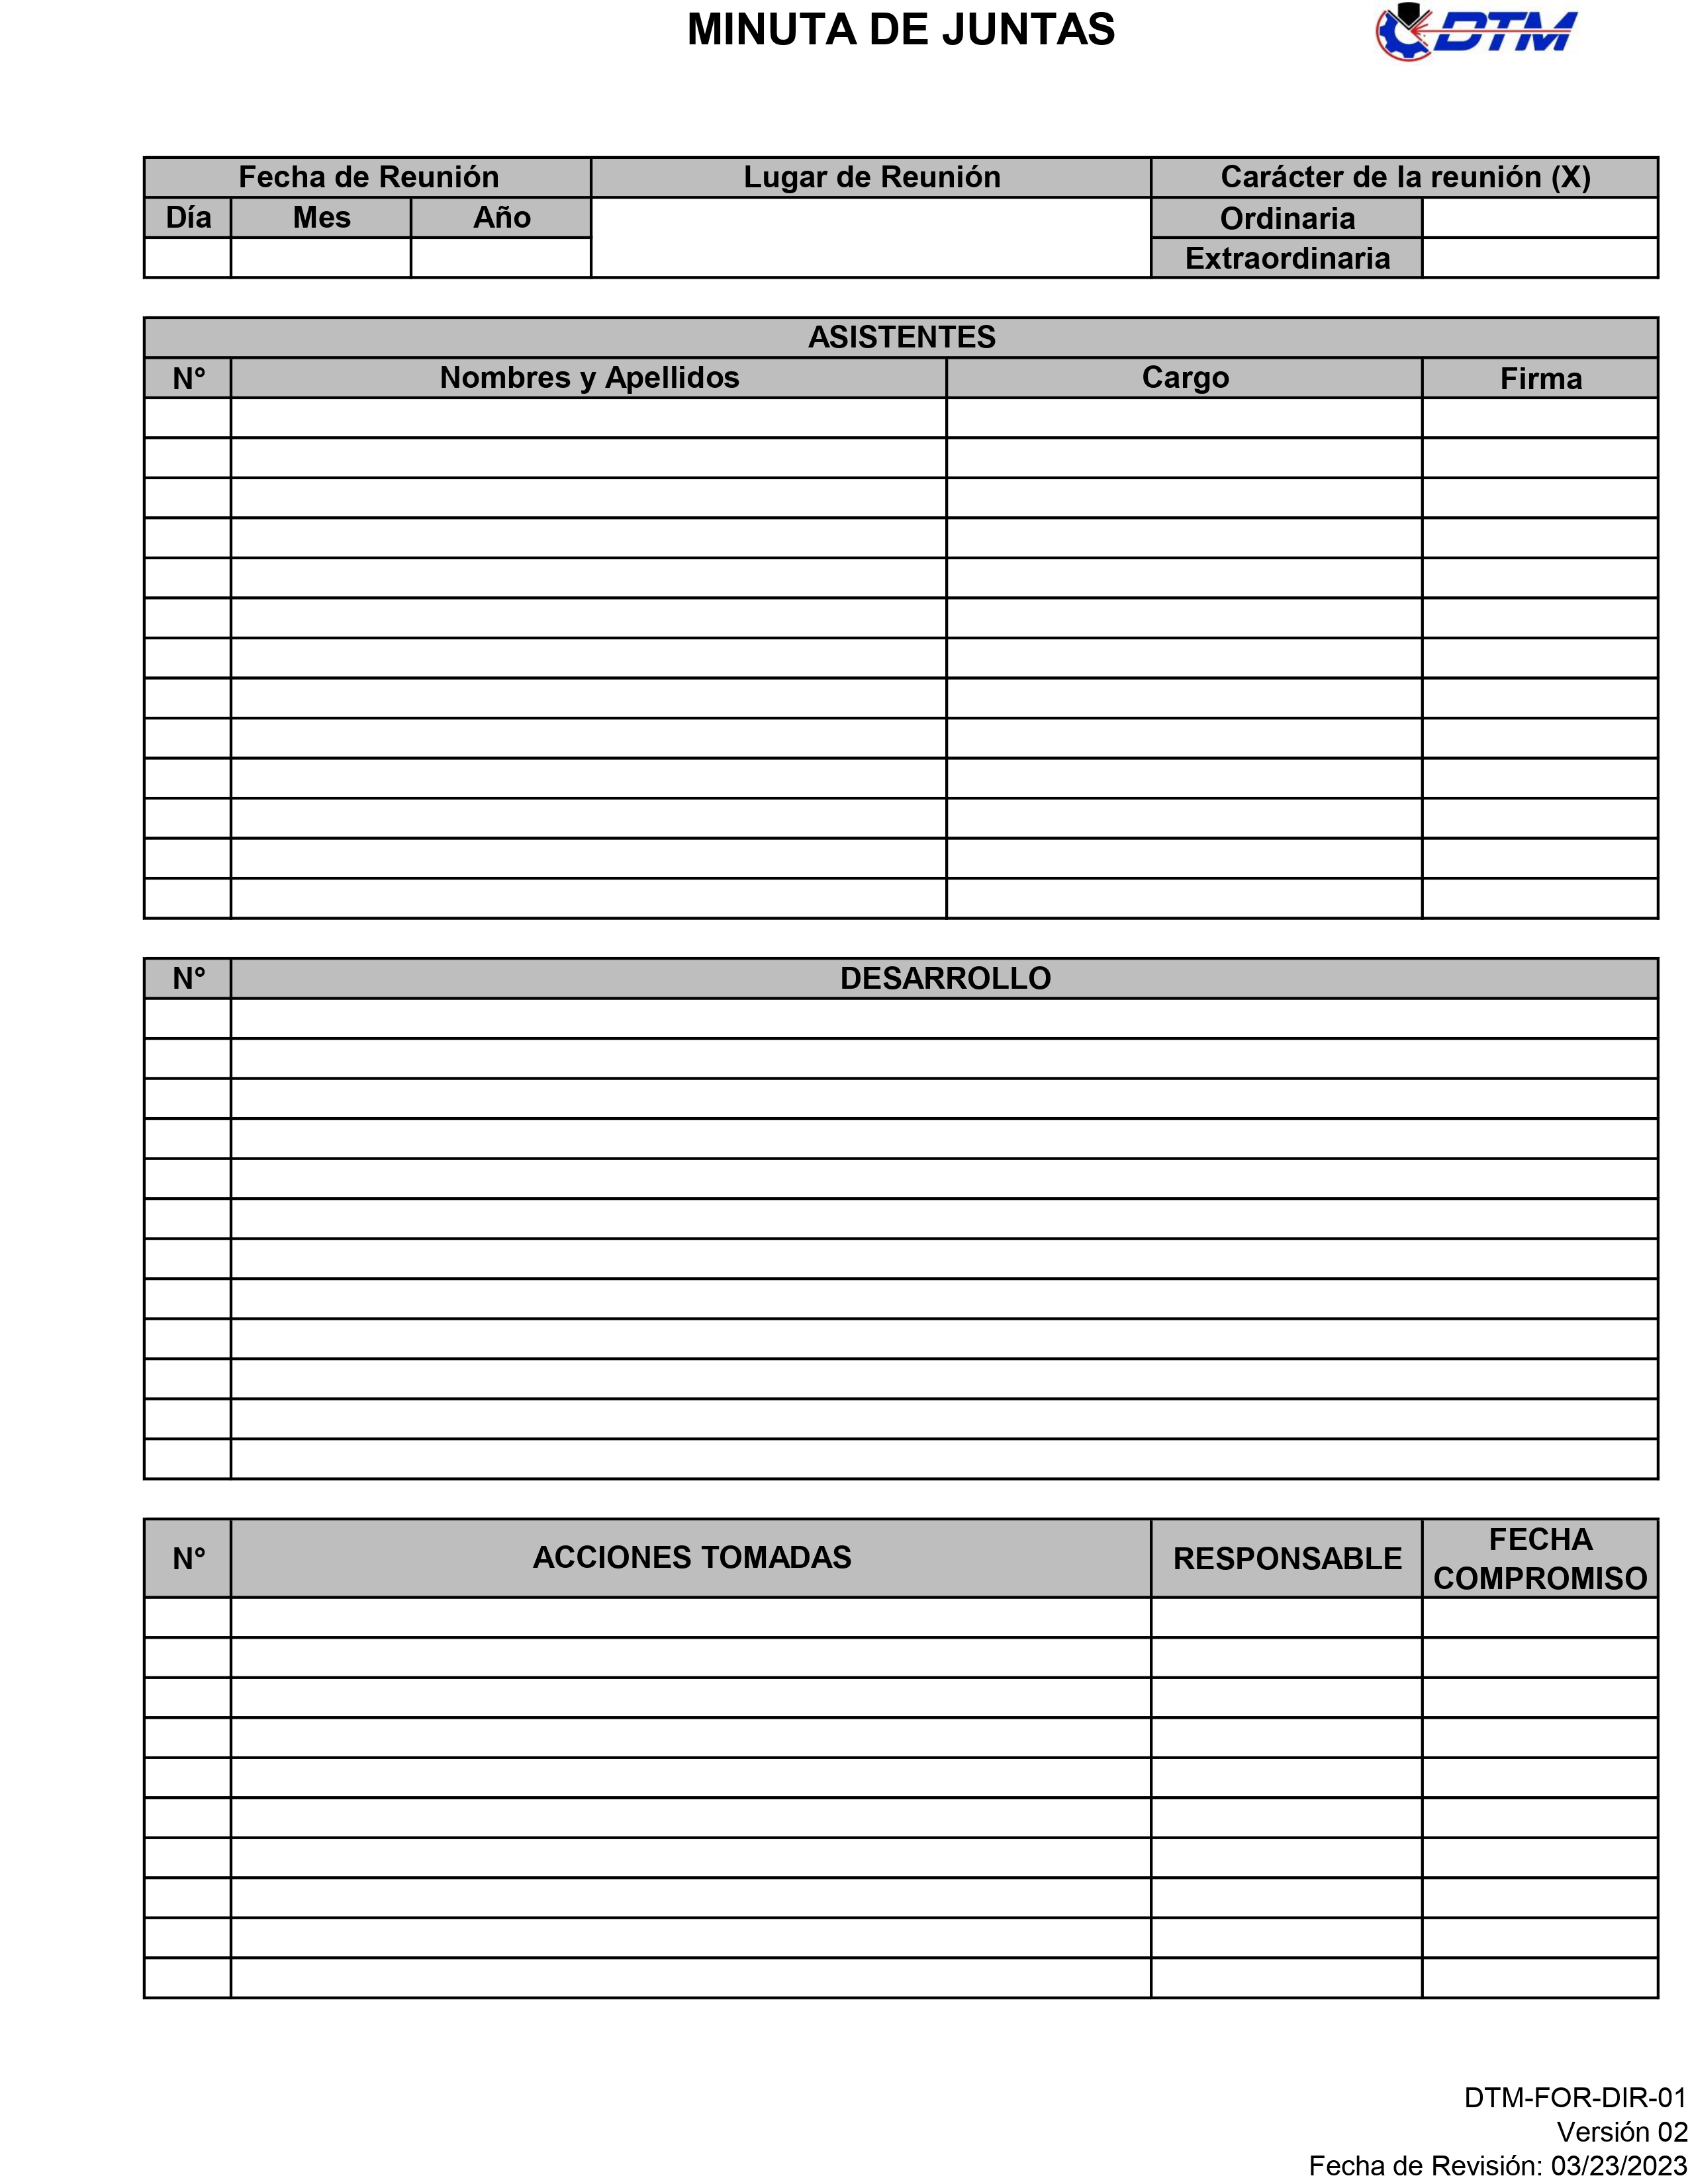 MINUTA DE JUNTAS
DTM
Fecha de Reunión Lugar de Reunión Carácter de la reunión (X)
Día Mes Año Ordinaria
Extraordinaria
ASISTENTES
N° Nombres y Apellidos Cargo Firma
N° DESARROLLO
N° ACCIONES TOMADAS RESPONSABLE FECHA COMPROMISO
DTM-FOR-DIR-01
Versión 02
Fecha de Revisión: 03/23/2023